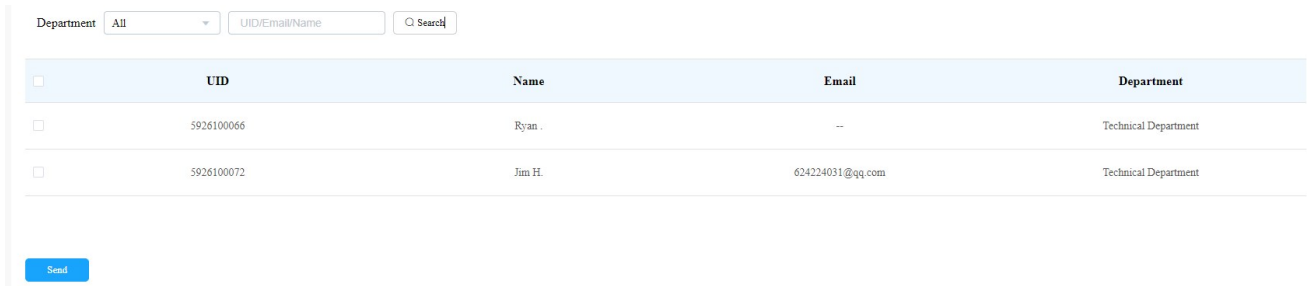 Department All UID/Email/Name Search
UID Name Email Department
5926100066 Ryan . -- Technical Department
5926100072 Jim H. 624224031@qq.com Technical Department
Send